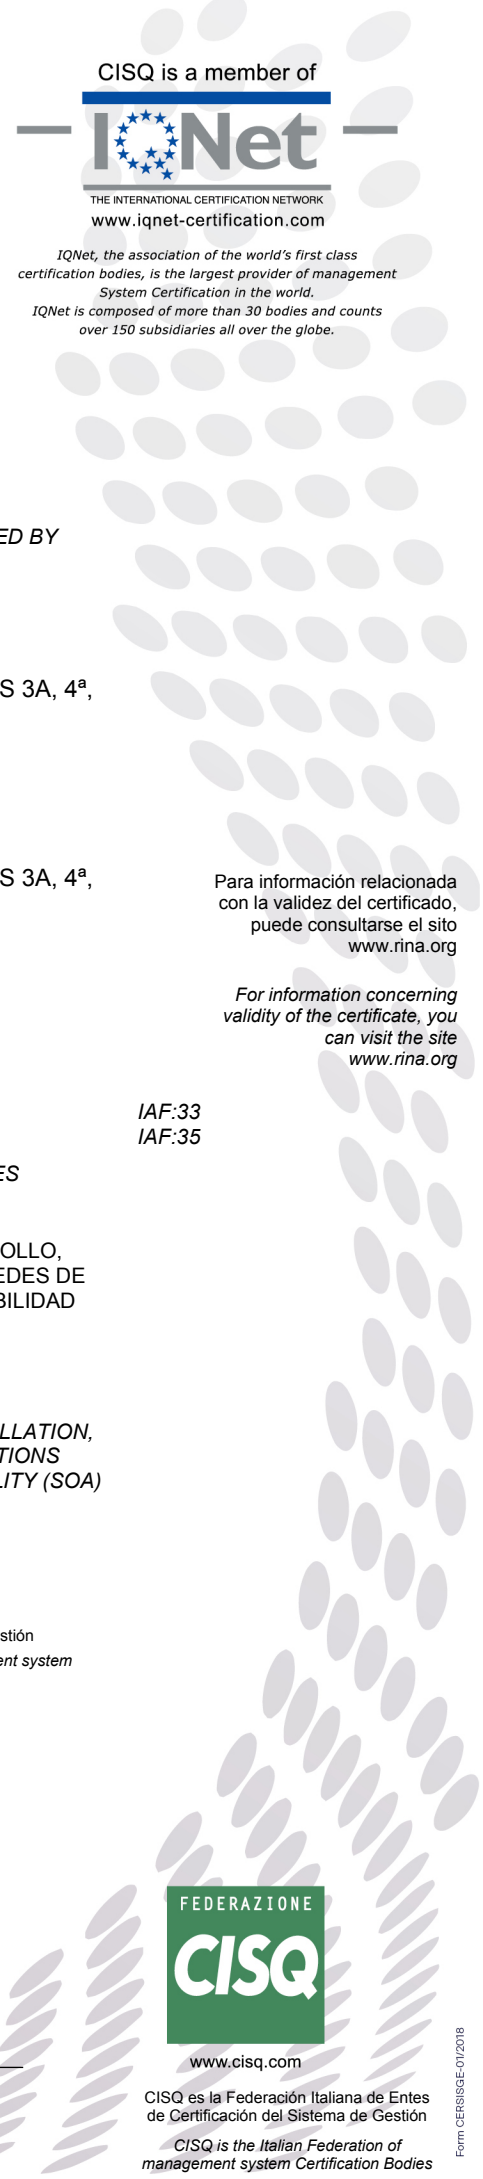 CISQ is a member of
IQNet
THE INTERNATIONAL CERTIFICATION NETWORK
www.iqnet-certification.com
IQNet, the association of the world's first class
certification bodies, is the largest provider of management
System Certification in the world.
IQNet is composed of more than 30 bodies and counts
over 150 subsidiaries all over the globe.
ED BY
S 3A, 4ª,
S 3A, 4ª,
Para información relacionada
con la validez del certificado,
puede consultarse el sito
www.rina.org
For information concerning
validity of the certificate, you
can visit the site
www.rina.org
IAF:33
IAF:35
ES
OLLO,
EDES DE
BILIDAD
LLATION,
TIONS
LITY (SOA)
stión
ent system
FEDERAZIONE
CISQ
www.cisq.com
CISQ es la Federación Italiana de Entes
de Certificación del Sistema de Gestión
CISQ is the Italian Federation of
management system Certification Bodies
Form CERSISGE-01/2018